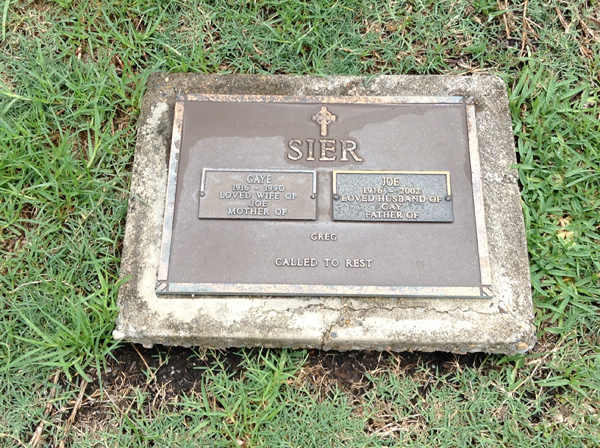 SIER
GAYE
1916 - 1990
LOVED WIFE OF
JOE
MOTHER OF
JOE
1916 - 2002
LOVED HUSBAND OF
GAY
FATHER OF
GREG
CALLED TO REST